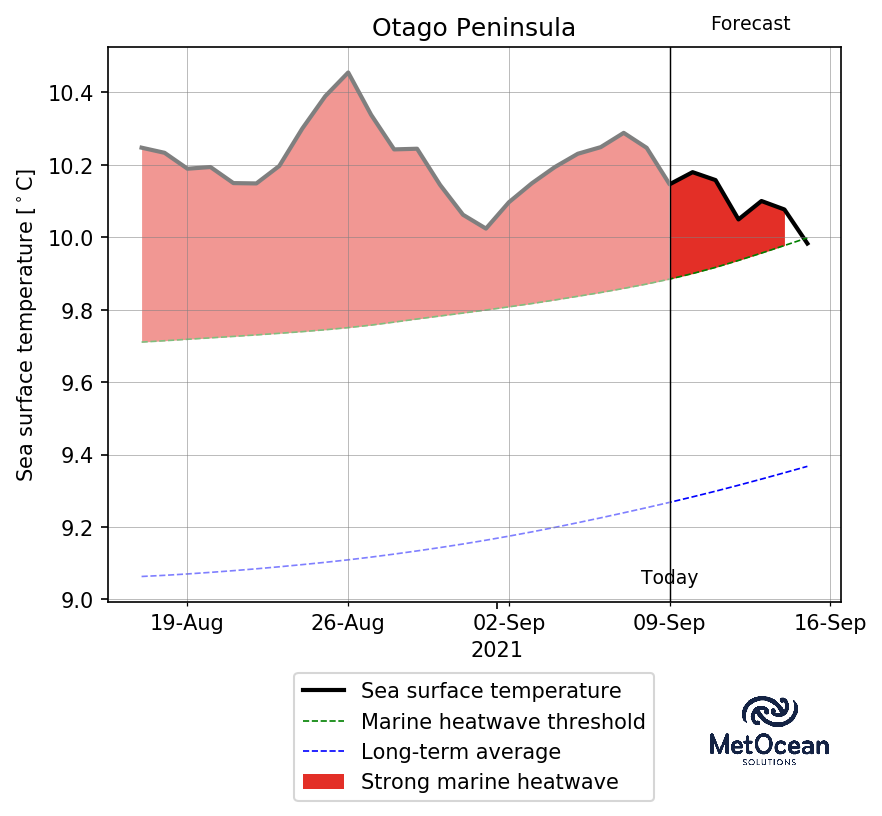 Otago Peninsula
Forecast
Sea surface temperature [°C]
10.4
10.2
10.0
9.8
9.6
9.4
9.2
9.0
Today
19-Aug 26-Aug 02-Sep 09-Sep 16-Sep
2021
Sea surface temperature
Marine heatwave threshold
Long-term average
Strong marine heatwave
MetOcean
SOLUTIONS